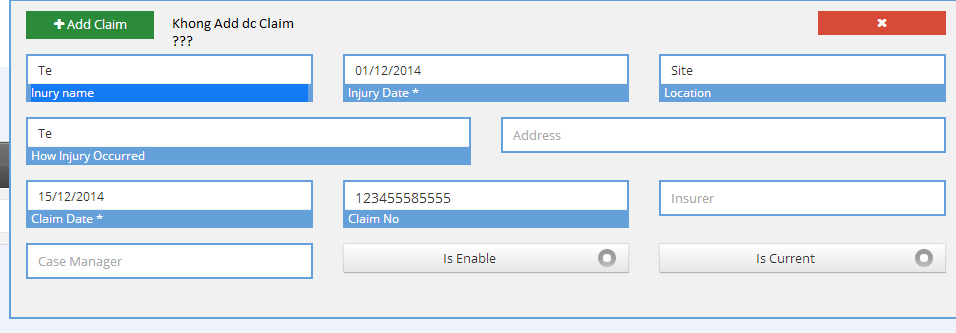 Add Claim
Khong Add dc Claim
???
Te
01/12/2014
Site
Inury name
Injury Date *
Location
Te
Address
How Injury Occurred
15/12/2014
123455585555
Insurer
Claim Date *
Claim No
Case Manager
Is Enable
Is Current